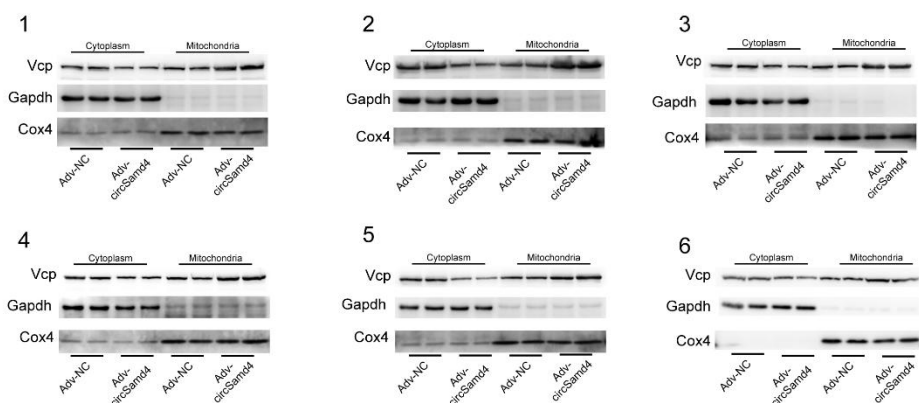 1
Cytoplasm Mitochondria
Vcp
Gapdh
Cox4
Adv-NC Adv-circSamd4 Adv-NC Adv-circSamd4
2
Cytoplasm Mitochondria
Vcp
Gapdh
Cox4
Adv-NC Adv-circSamd4 Adv-NC Adv-circSamd4
3
Cytoplasm Mitochondria
Vcp
Gapdh
Cox4
Adv-NC Adv-circSamd4 Adv-NC Adv-circSamd4
4
Cytoplasm Mitochondria
Vcp
Gapdh
Cox4
Adv-NC Adv-circSamd4 Adv-NC Adv-circSamd4
5
Cytoplasm Mitochondria
Vcp
Gapdh
Cox4
Adv-NC Adv-circSamd4 Adv-NC Adv-circSamd4
6
Cytoplasm Mitochondria
Vcp
Gapdh
Cox4
Adv-NC Adv-circSamd4 Adv-NC Adv-circSamd4